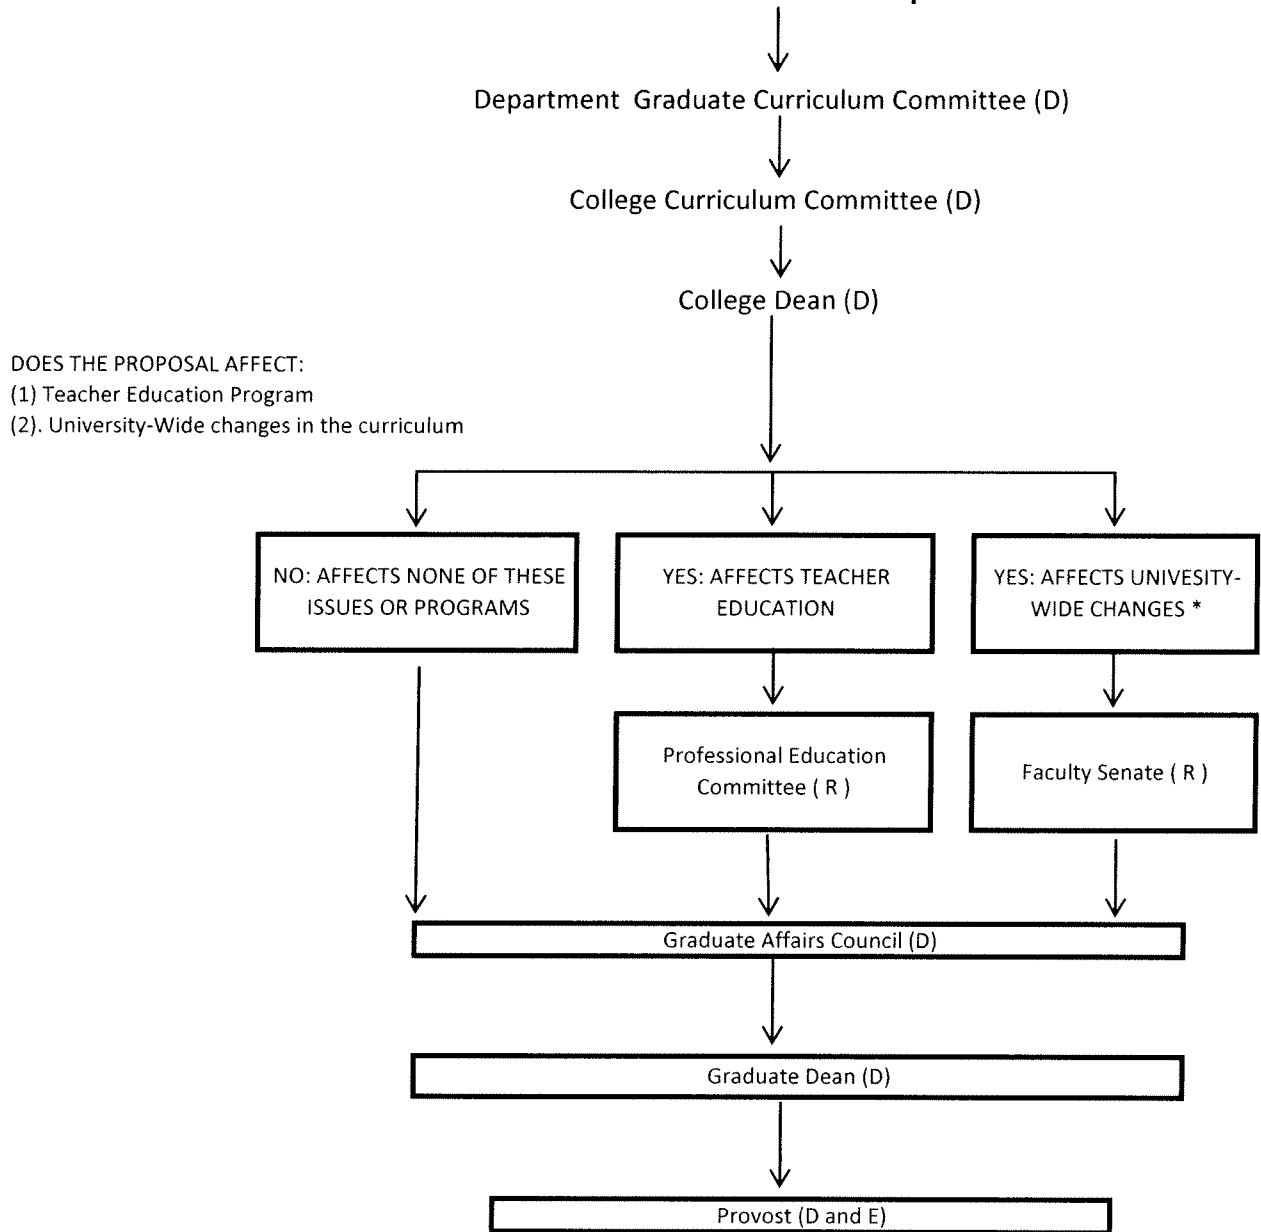 Department Graduate Curriculum Committee (D)
College Curriculum Committee (D)
College Dean (D)
DOES THE PROPOSAL AFFECT:
(1) Teacher Education Program
(2). University-Wide changes in the curriculum
NO: AFFECTS NONE OF THESE
ISSUES OR PROGRAMS
YES: AFFECTS TEACHER
EDUCATION
YES: AFFECTS UNIVESITY-
WIDE CHANGES *
Professional Education
Committee ( R )
Faculty Senate ( R )
Graduate Affairs Council (D)
Graduate Dean (D)
Provost (D and E)